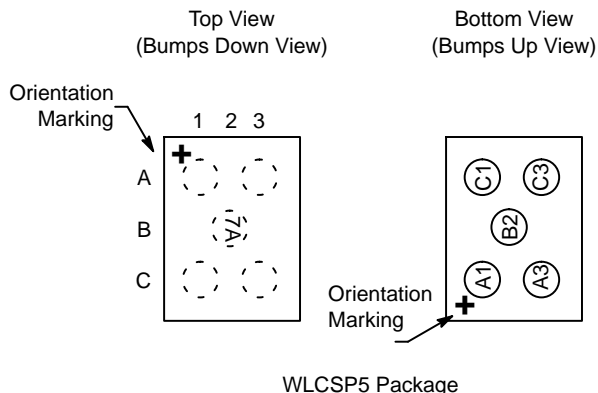 Top View
(Bumps Down View)
Bottom View
(Bumps Up View)
Orientation
Marking
1 2 3
A
B
C
7A
C1 C3
B2
A1 A3
Orientation
Marking
WLCSP5 Package